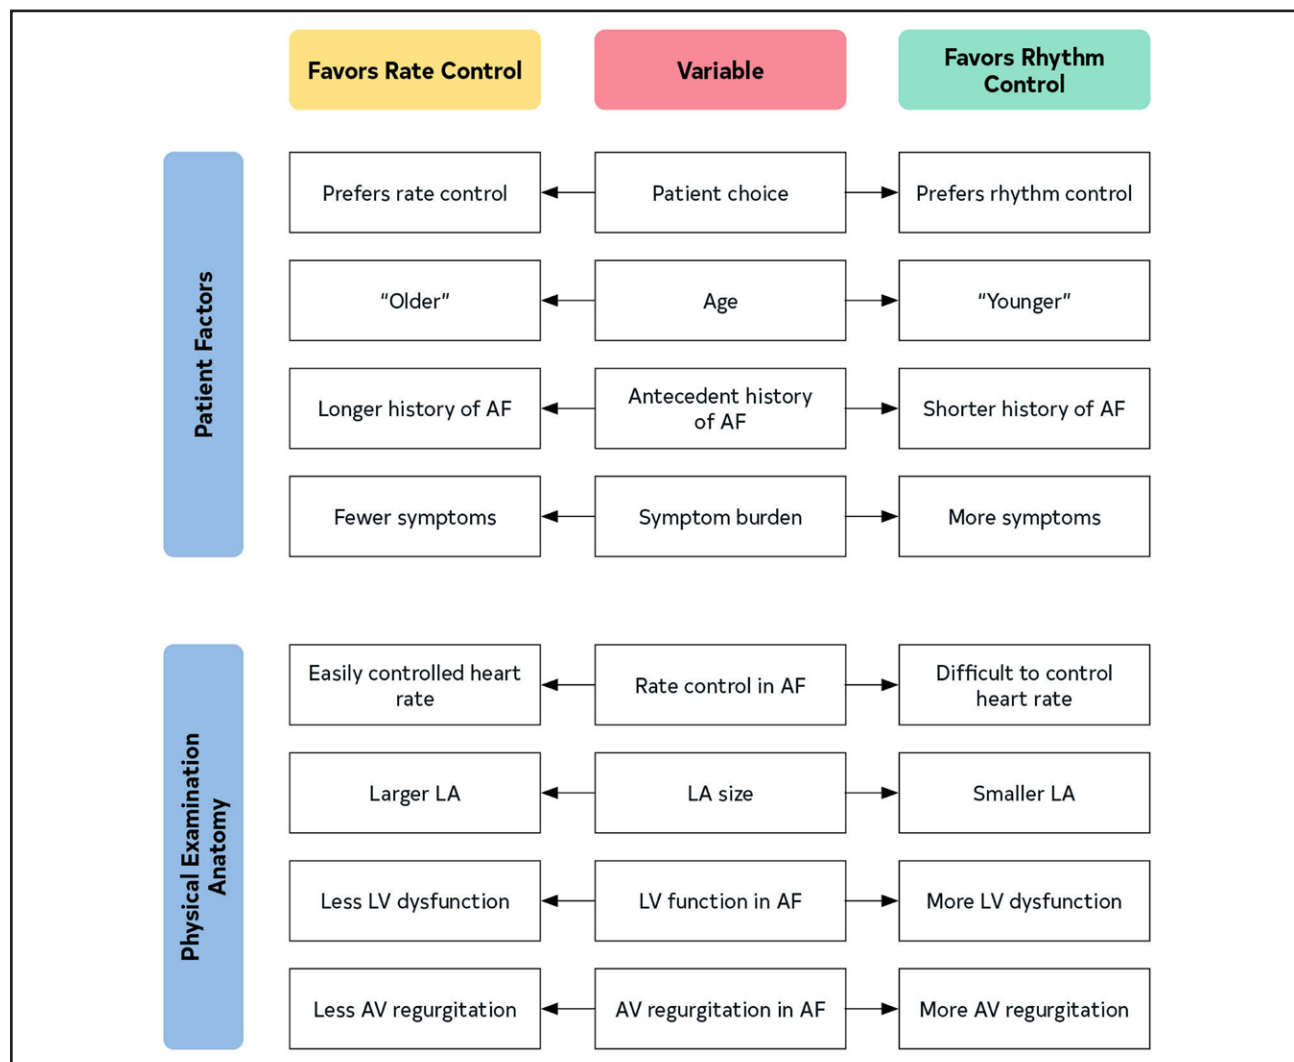 Favors Rate Control
Variable
Favors Rhythm
Control
Patient Factors
Prefers rate control
Patient choice
Prefers rhythm control
“Older”
Age
“Younger”
Longer history of AF
Antecedent history
of AF
Shorter history of AF
Fewer symptoms
Symptom burden
More symptoms
Physical Examination
Anatomy
Easily controlled heart
rate
Rate control in AF
Difficult to control
heart rate
Larger LA
LA size
Smaller LA
Less LV dysfunction
LV function in AF
More LV dysfunction
Less AV regurgitation
AV regurgitation in AF
More AV regurgitation